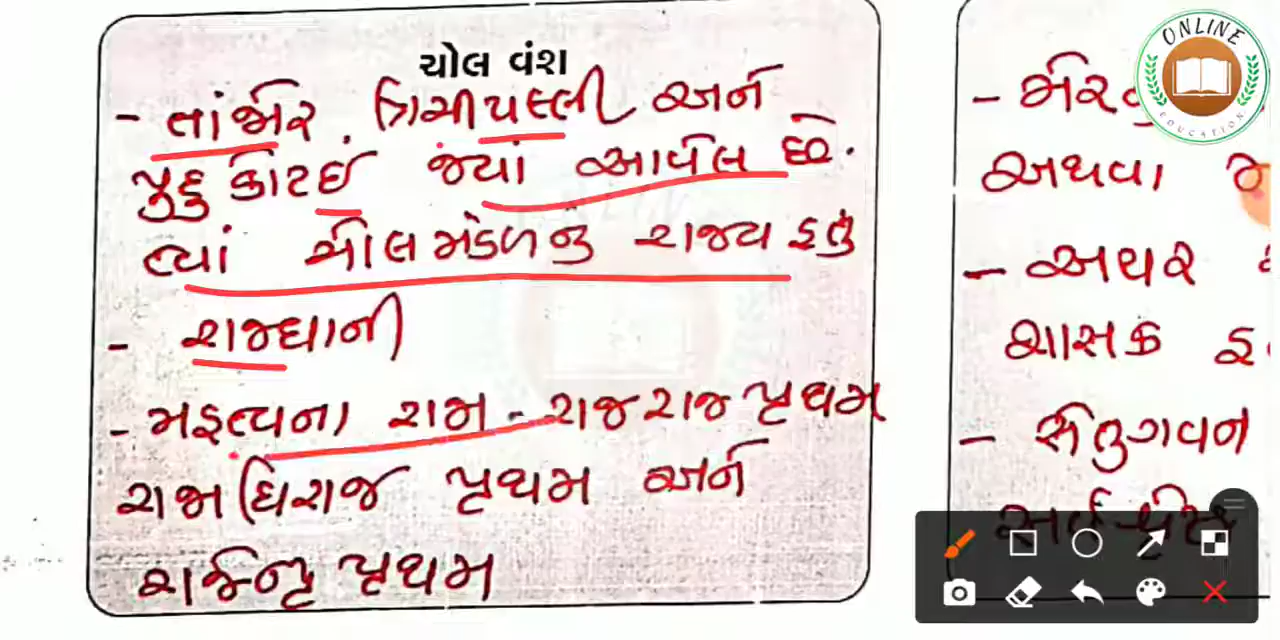 ચોલ વંશ
- તાંજોર, ત્રિચીપલ્લી અને
પુદુ કોટઈ જ્યાં આવેલ છે.
ત્યાં ચોલમંડળનું રાજ્ય હતું
- રાજધાની
- મહત્વના રાજા - રાજરાજ પ્રથમ
રાજાધિરાજ પ્રથમ અને
રાજેન્દ્ર પ્રથમ
અથવા
- અથર
શાસક
- સેતુગવન
ONLINE
EDUCATION